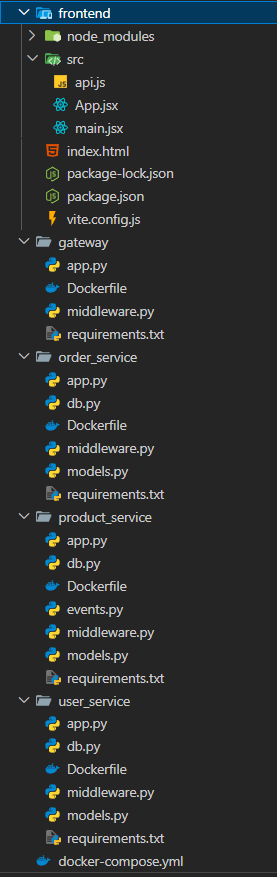 frontend
node_modules
src
api.js
App.jsx
main.jsx
index.html
package-lock.json
package.json
vite.config.js
gateway
app.py
Dockerfile
middleware.py
requirements.txt
order_service
app.py
db.py
Dockerfile
middleware.py
models.py
requirements.txt
product_service
app.py
db.py
Dockerfile
events.py
middleware.py
models.py
requirements.txt
user_service
app.py
db.py
Dockerfile
middleware.py
models.py
requirements.txt
docker-compose.yml